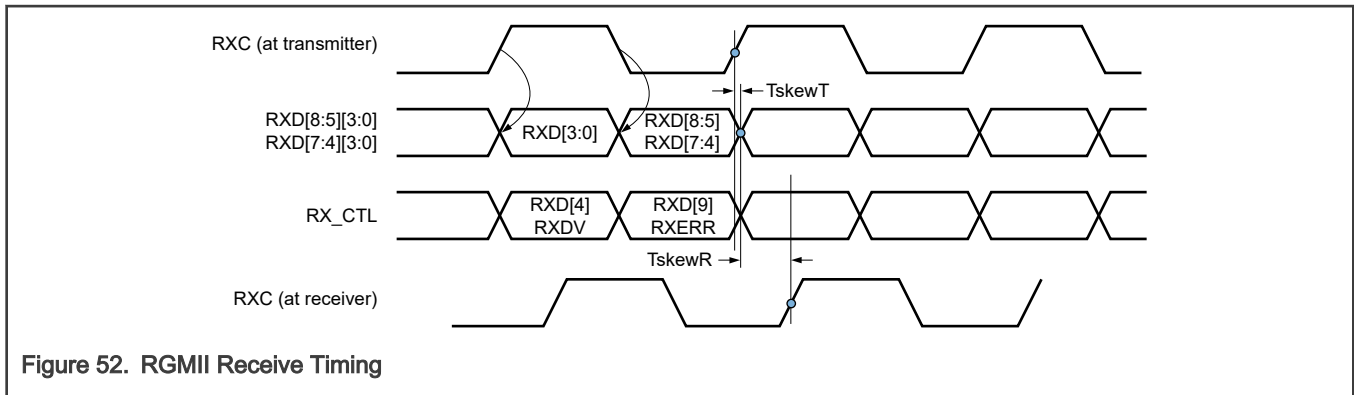 RXC (at transmitter)
TskewT
RXD[8:5][3:0]
RXD[7:4][3:0]
RXD[3:0]
RXD[8:5]
RXD[7:4]
RX_CTL
RXD[4]
RXDV
RXD[9]
RXERR
TskewR
RXC (at receiver)
Figure 52. RGMII Receive Timing